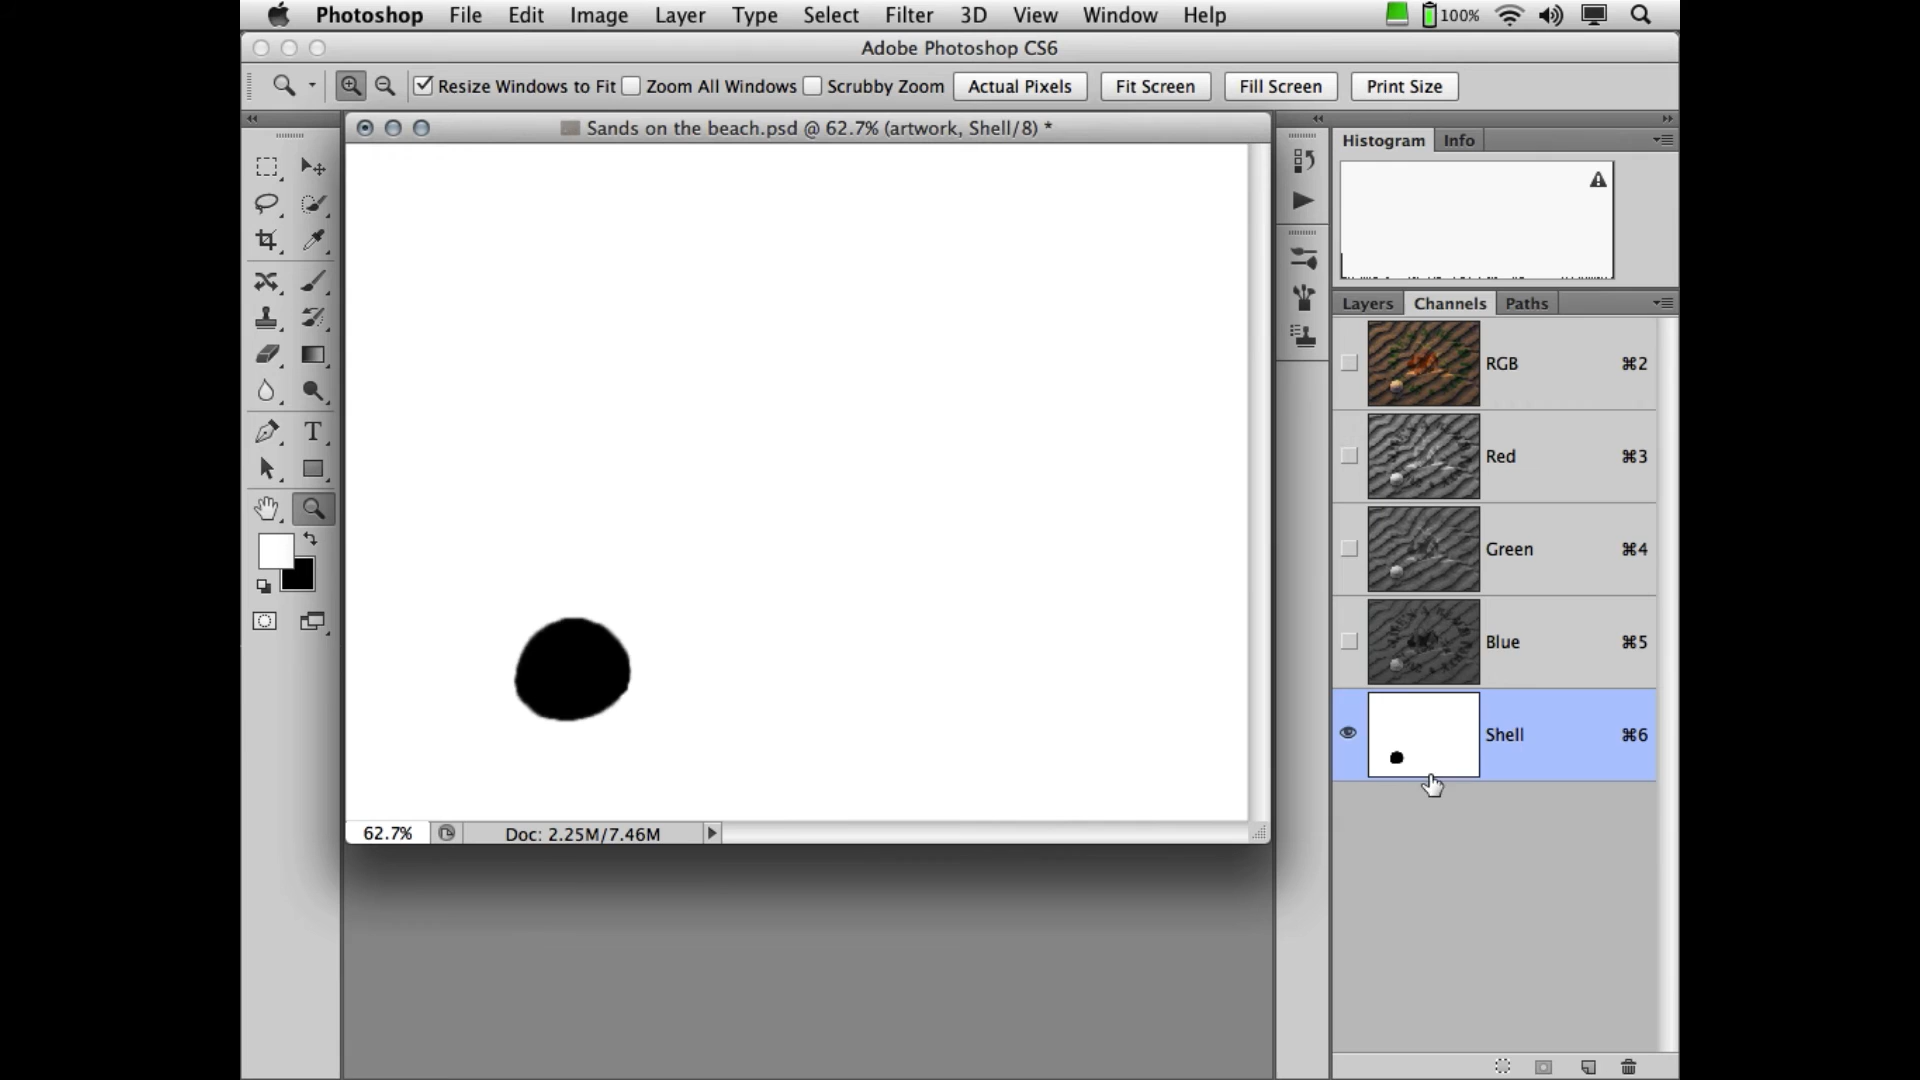 Photoshop File Edit Image Layer Type Select Filter 3D View Window Help 100%
Adobe Photoshop CS6
Resize Windows to Fit Zoom All Windows Scrubby Zoom Actual Pixels Fit Screen Fill Screen Print Size
Sands on the beach.psd @ 62.7% (artwork, Shell/8) *
Histogram Info
Layers Channels Paths
RGB ⌘2
Red ⌘3
Green ⌘4
Blue ⌘5
Shell ⌘6
62.7% Doc: 2.25M/7.46M